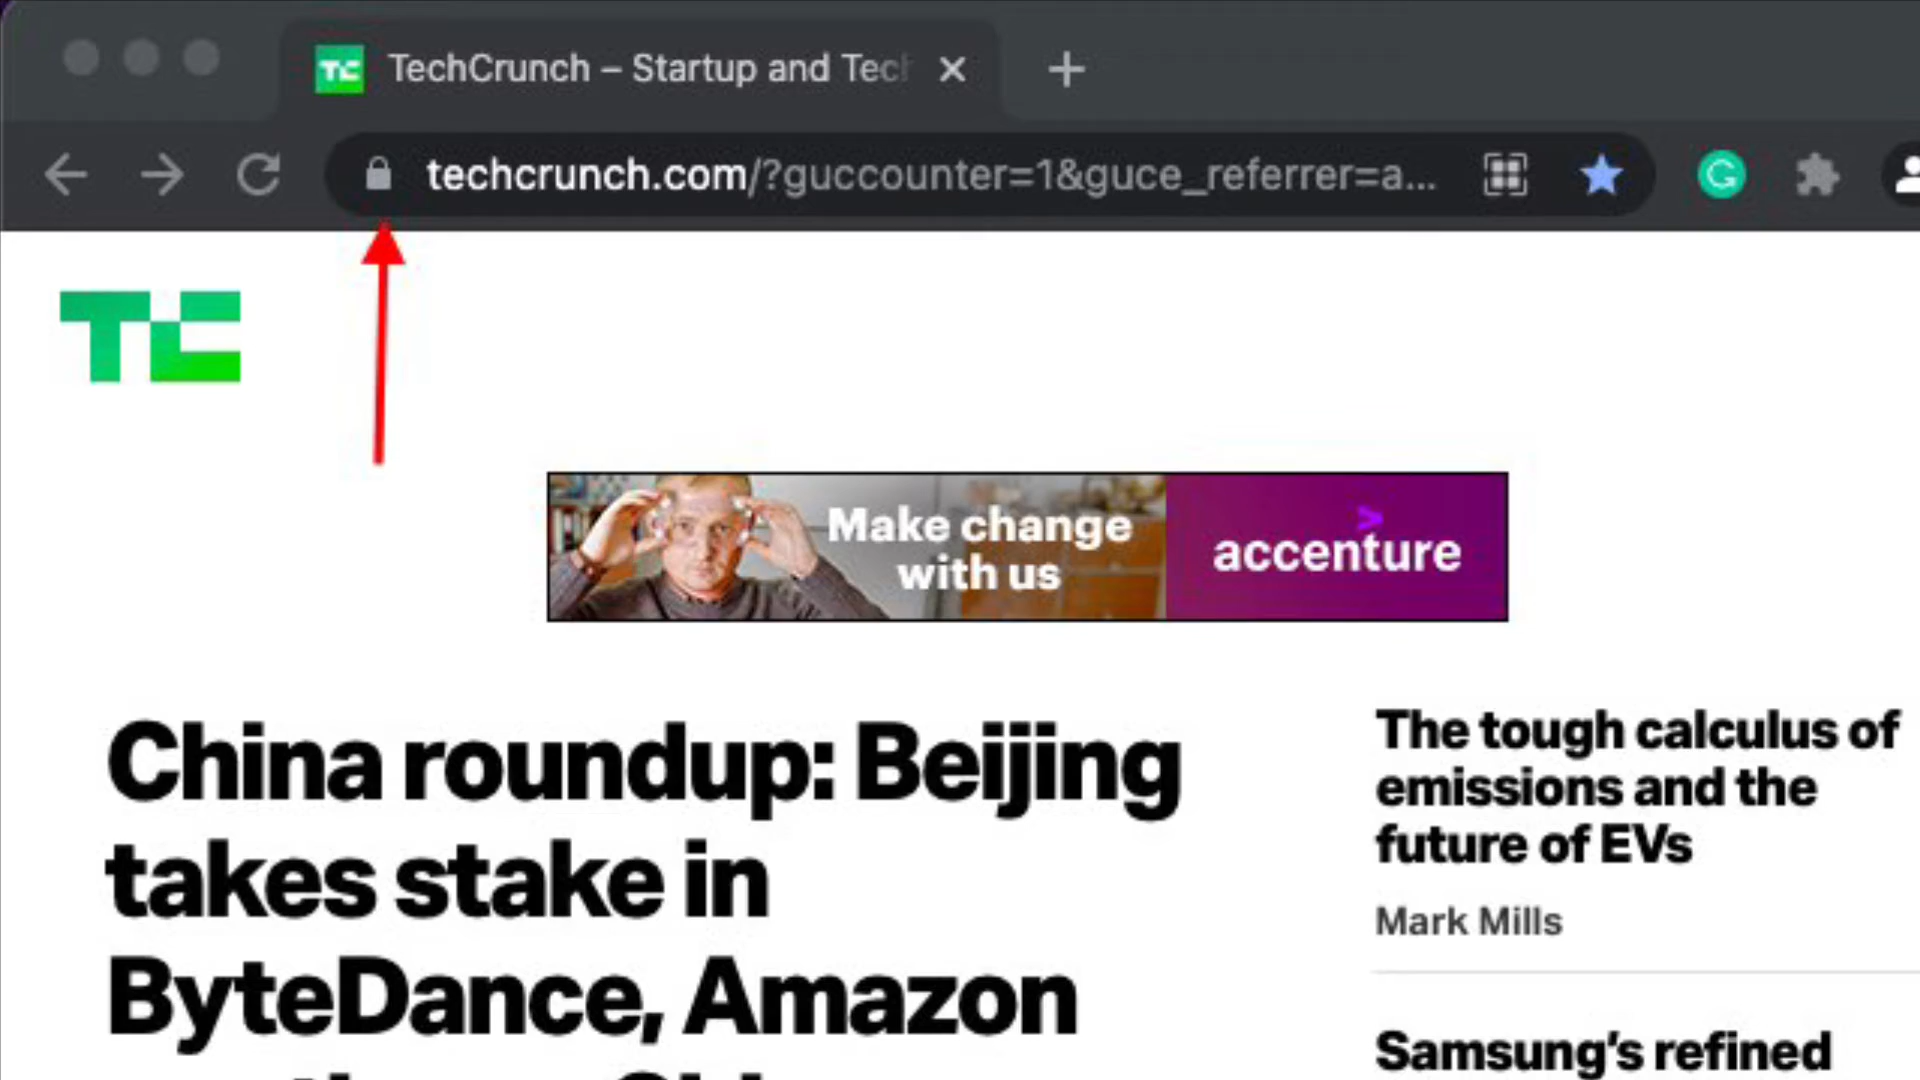 TechCrunch – Startup and Tech
techcrunch.com/?guccounter=1&guce_referrer=a...
TC
Make change
with us
accenture
China roundup: Beijing
takes stake in
ByteDance, Amazon
The tough calculus of
emissions and the
future of EVs
Mark Mills
Samsung's refined